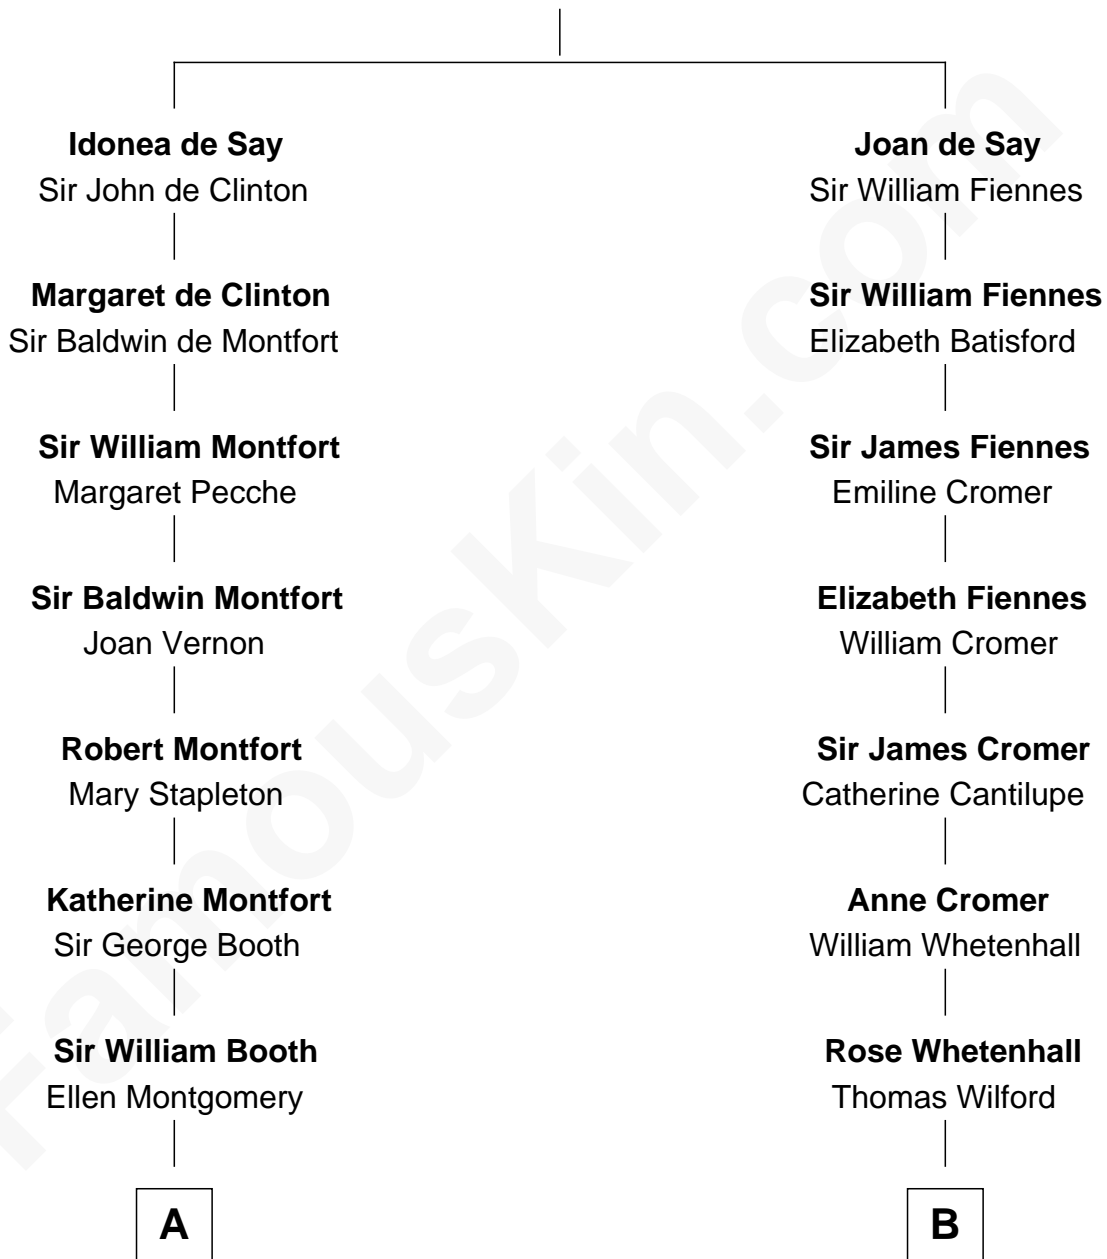 Idonea de Say
Sir John de Clinton
Margaret de Clinton
Sir Baldwin de Montfort
Sir William Montfort
Margaret Pecche
Sir Baldwin Montfort
Joan Vernon
Robert Montfort
Mary Stapleton
Katherine Montfort
Sir George Booth
Sir William Booth
Ellen Montgomery
A
Joan de Say
Sir William Fiennes
Sir William Fiennes
Elizabeth Batisford
Sir James Fiennes
Emiline Cromer
Elizabeth Fiennes
William Cromer
Sir James Cromer
Catherine Cantilupe
Anne Cromer
William Whetenhall
Rose Whetenhall
Thomas Wilford
B
FamousKin.com